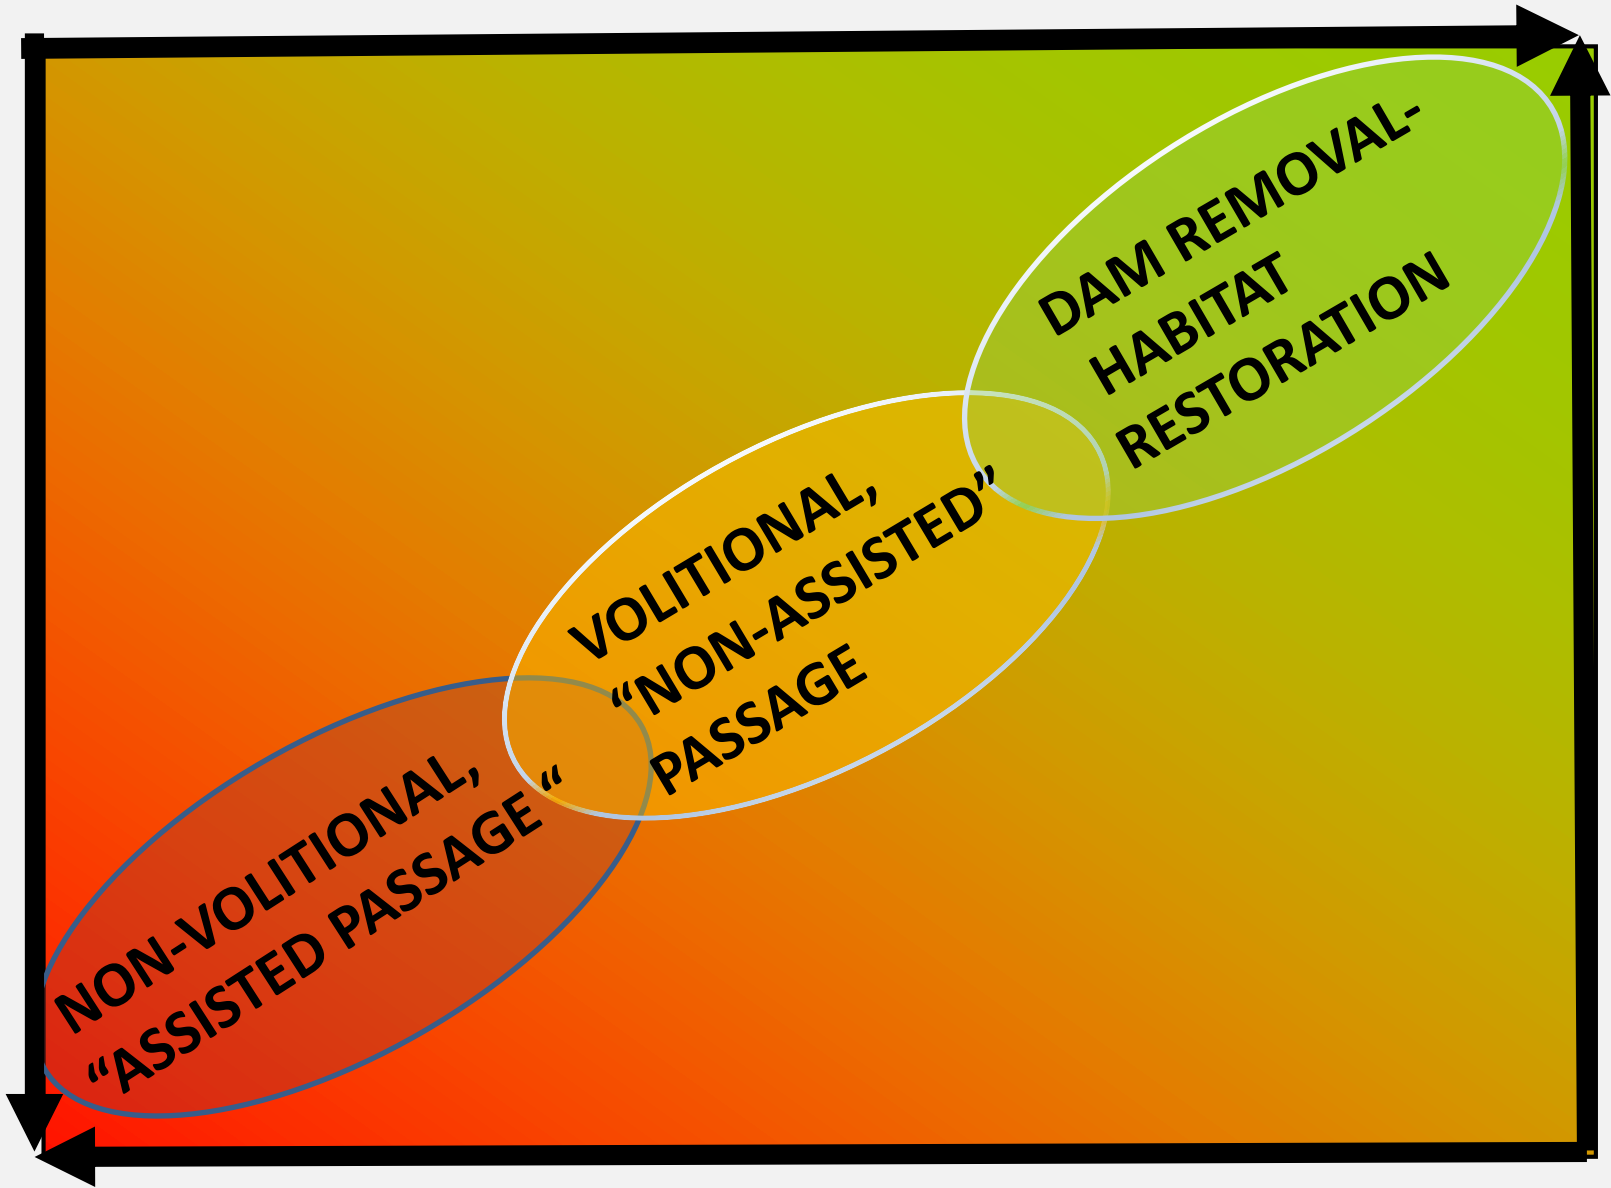 DAM REMOVAL-
HABITAT
RESTORATION
VOLITIONAL,
“NON-ASSISTED”
PASSAGE
NON-VOLITIONAL,
“ASSISTED PASSAGE “